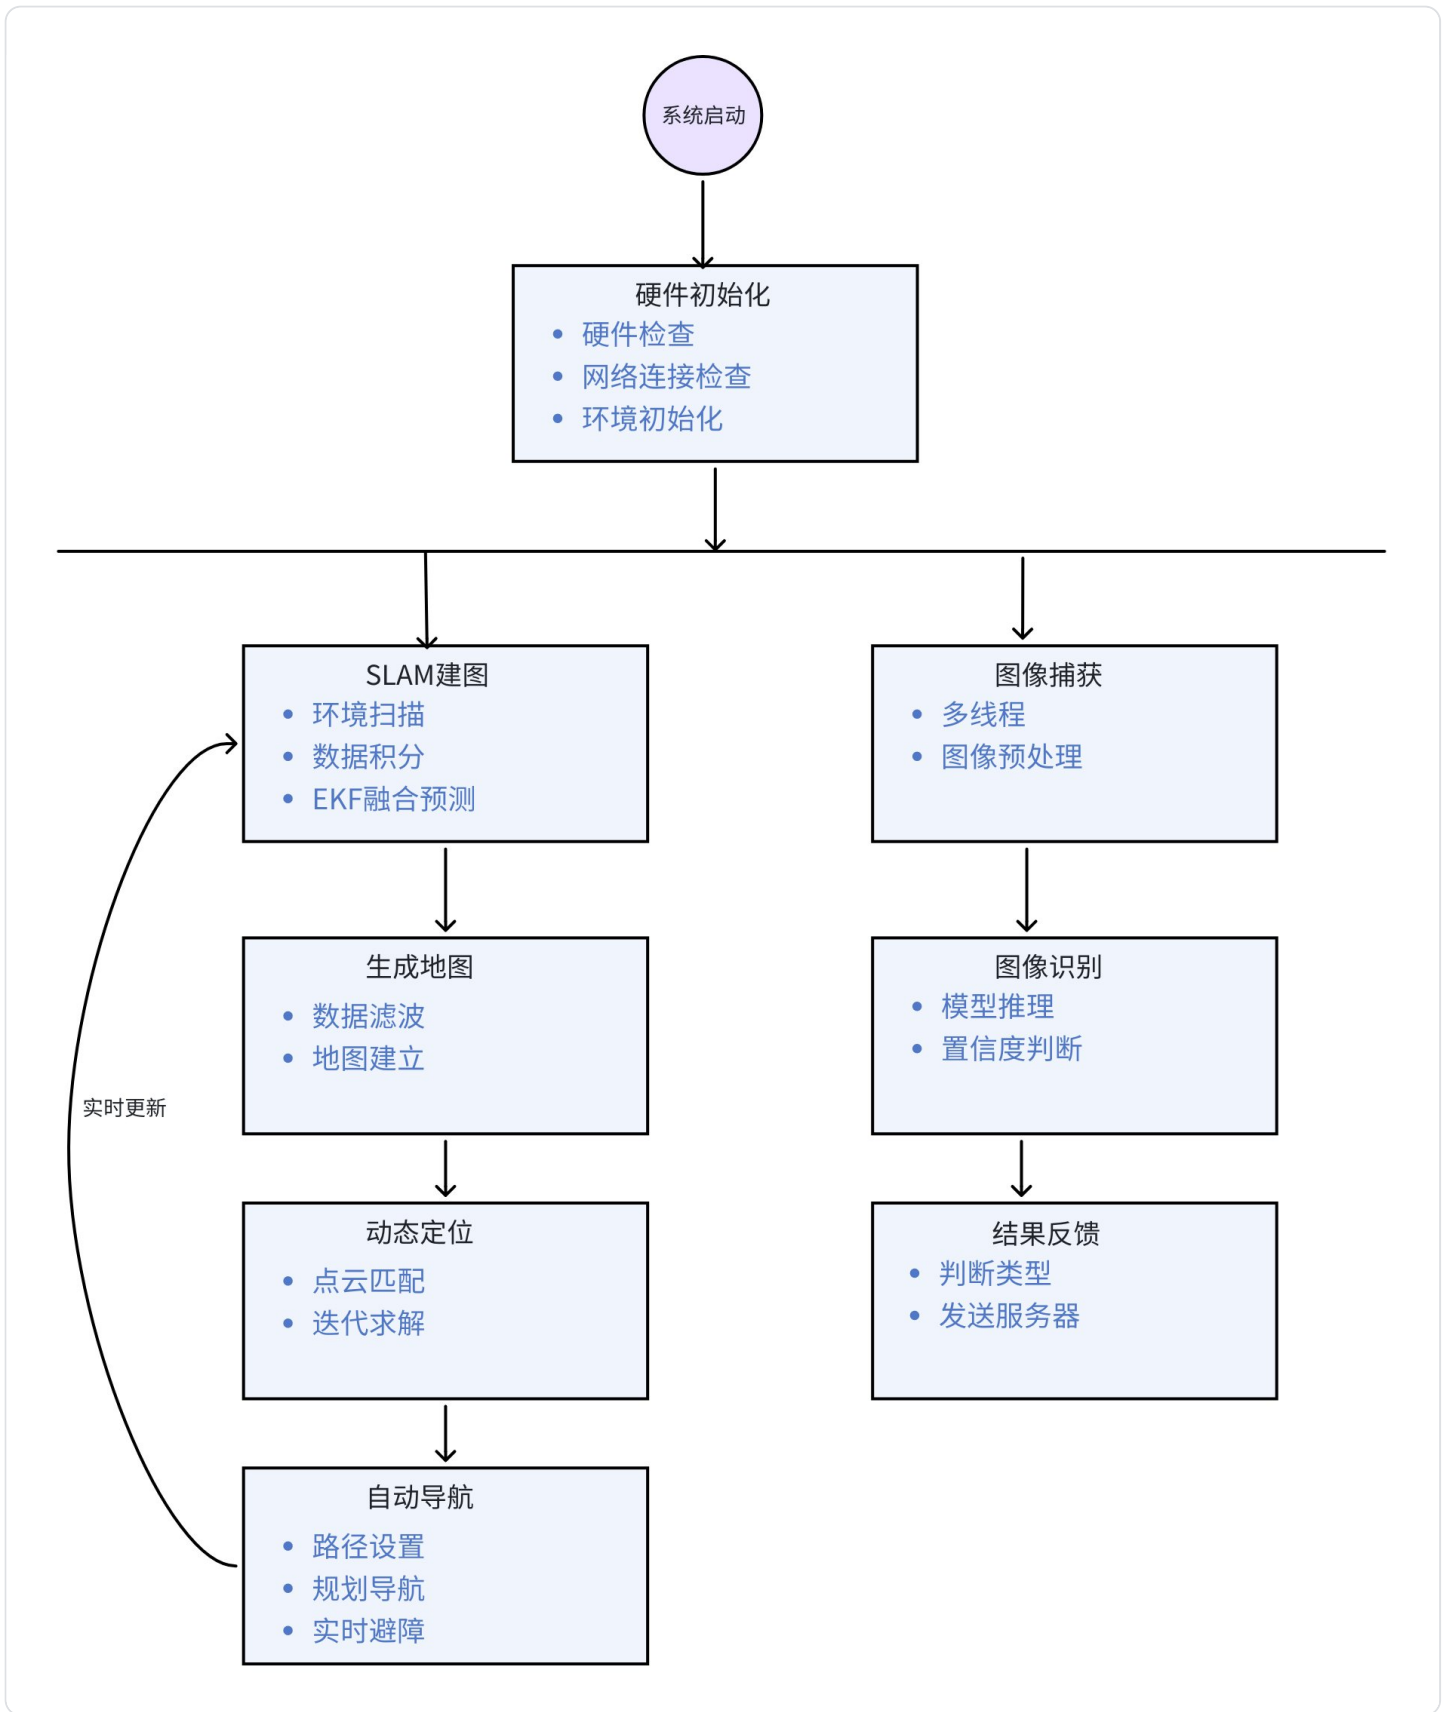 系统启动
硬件初始化
硬件检查
网络连接检查
环境初始化
SLAM建图
环境扫描
数据积分
EKF融合预测
生成地图
数据滤波
地图建立
实时更新
动态定位
点云匹配
迭代求解
自动导航
路径设置
规划导航
实时避障
图像捕获
多线程
图像预处理
图像识别
模型推理
置信度判断
结果反馈
判断类型
发送服务器